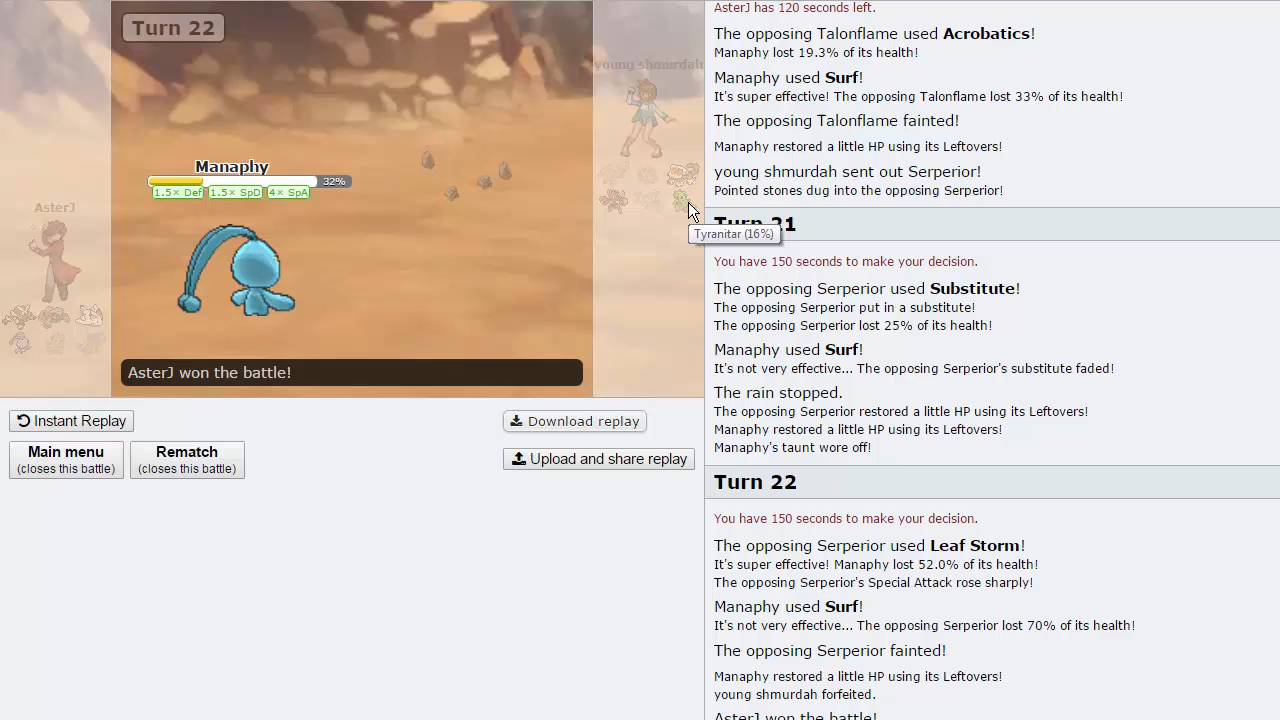 Turn 22
young shmurdah
Manaphy
32%
1.5× Def 1.5× SpD 4× SpA
AsterJ
Tyranitar (16%)
AsterJ won the battle!
Instant Replay
Download replay
Main menu
(closes this battle)
Rematch
(closes this battle)
Upload and share replay
AsterJ has 120 seconds left.
The opposing Talonflame used Acrobatics!
Manaphy lost 19.3% of its health!
Manaphy used Surf!
It's super effective! The opposing Talonflame lost 33% of its health!
The opposing Talonflame fainted!
Manaphy restored a little HP using its Leftovers!
young shmurdah sent out Serperior!
Pointed stones dug into the opposing Serperior!
Turn 21
You have 150 seconds to make your decision.
The opposing Serperior used Substitute!
The opposing Serperior put in a substitute!
The opposing Serperior lost 25% of its health!
Manaphy used Surf!
It's not very effective... The opposing Serperior's substitute faded!
The rain stopped.
The opposing Serperior restored a little HP using its Leftovers!
Manaphy restored a little HP using its Leftovers!
Manaphy's taunt wore off!
Turn 22
You have 150 seconds to make your decision.
The opposing Serperior used Leaf Storm!
It's super effective! Manaphy lost 52.0% of its health!
The opposing Serperior's Special Attack rose sharply!
Manaphy used Surf!
It's not very effective... The opposing Serperior lost 70% of its health!
The opposing Serperior fainted!
Manaphy restored a little HP using its Leftovers!
young shmurdah forfeited.
AsterJ won the battle!